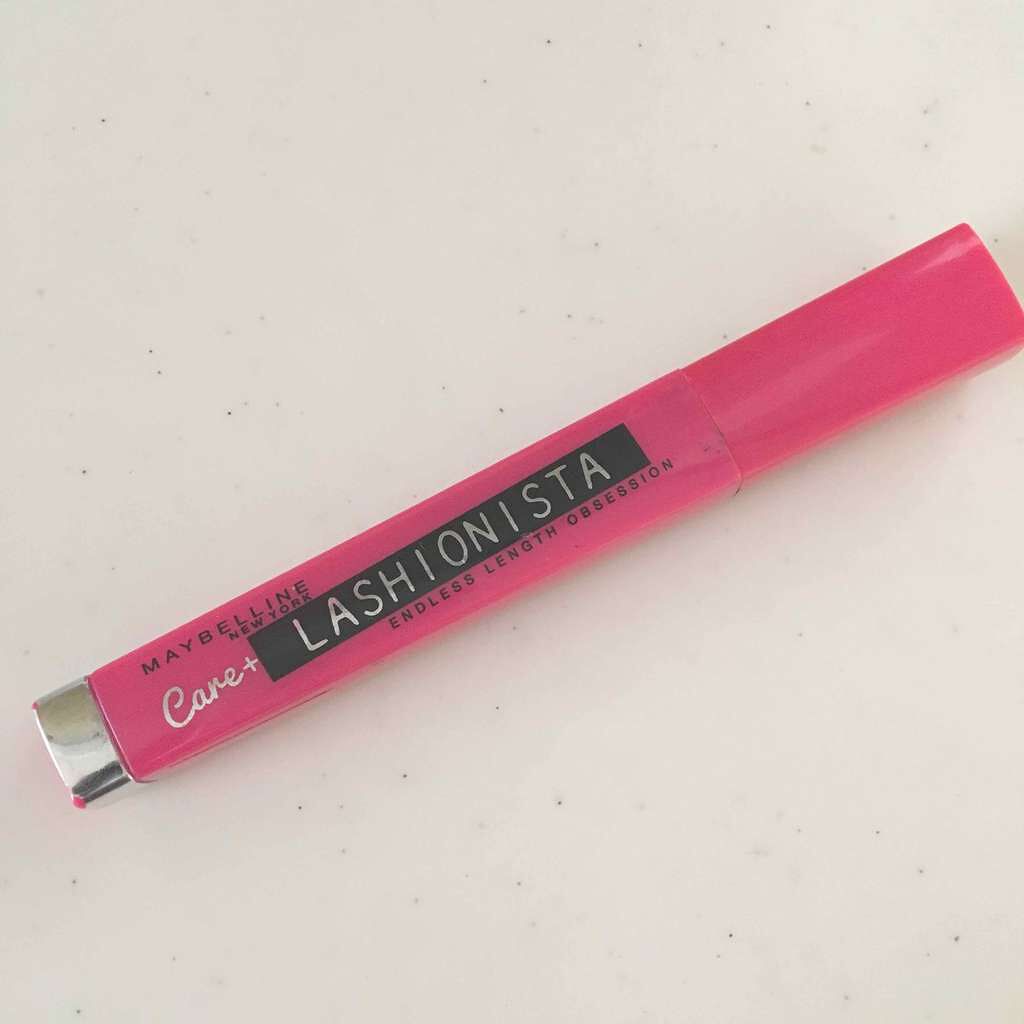 MAYBELLINE
NEW YORK
Care+ LASHIONISTA
ENDLESS LENGTH OBSESSION